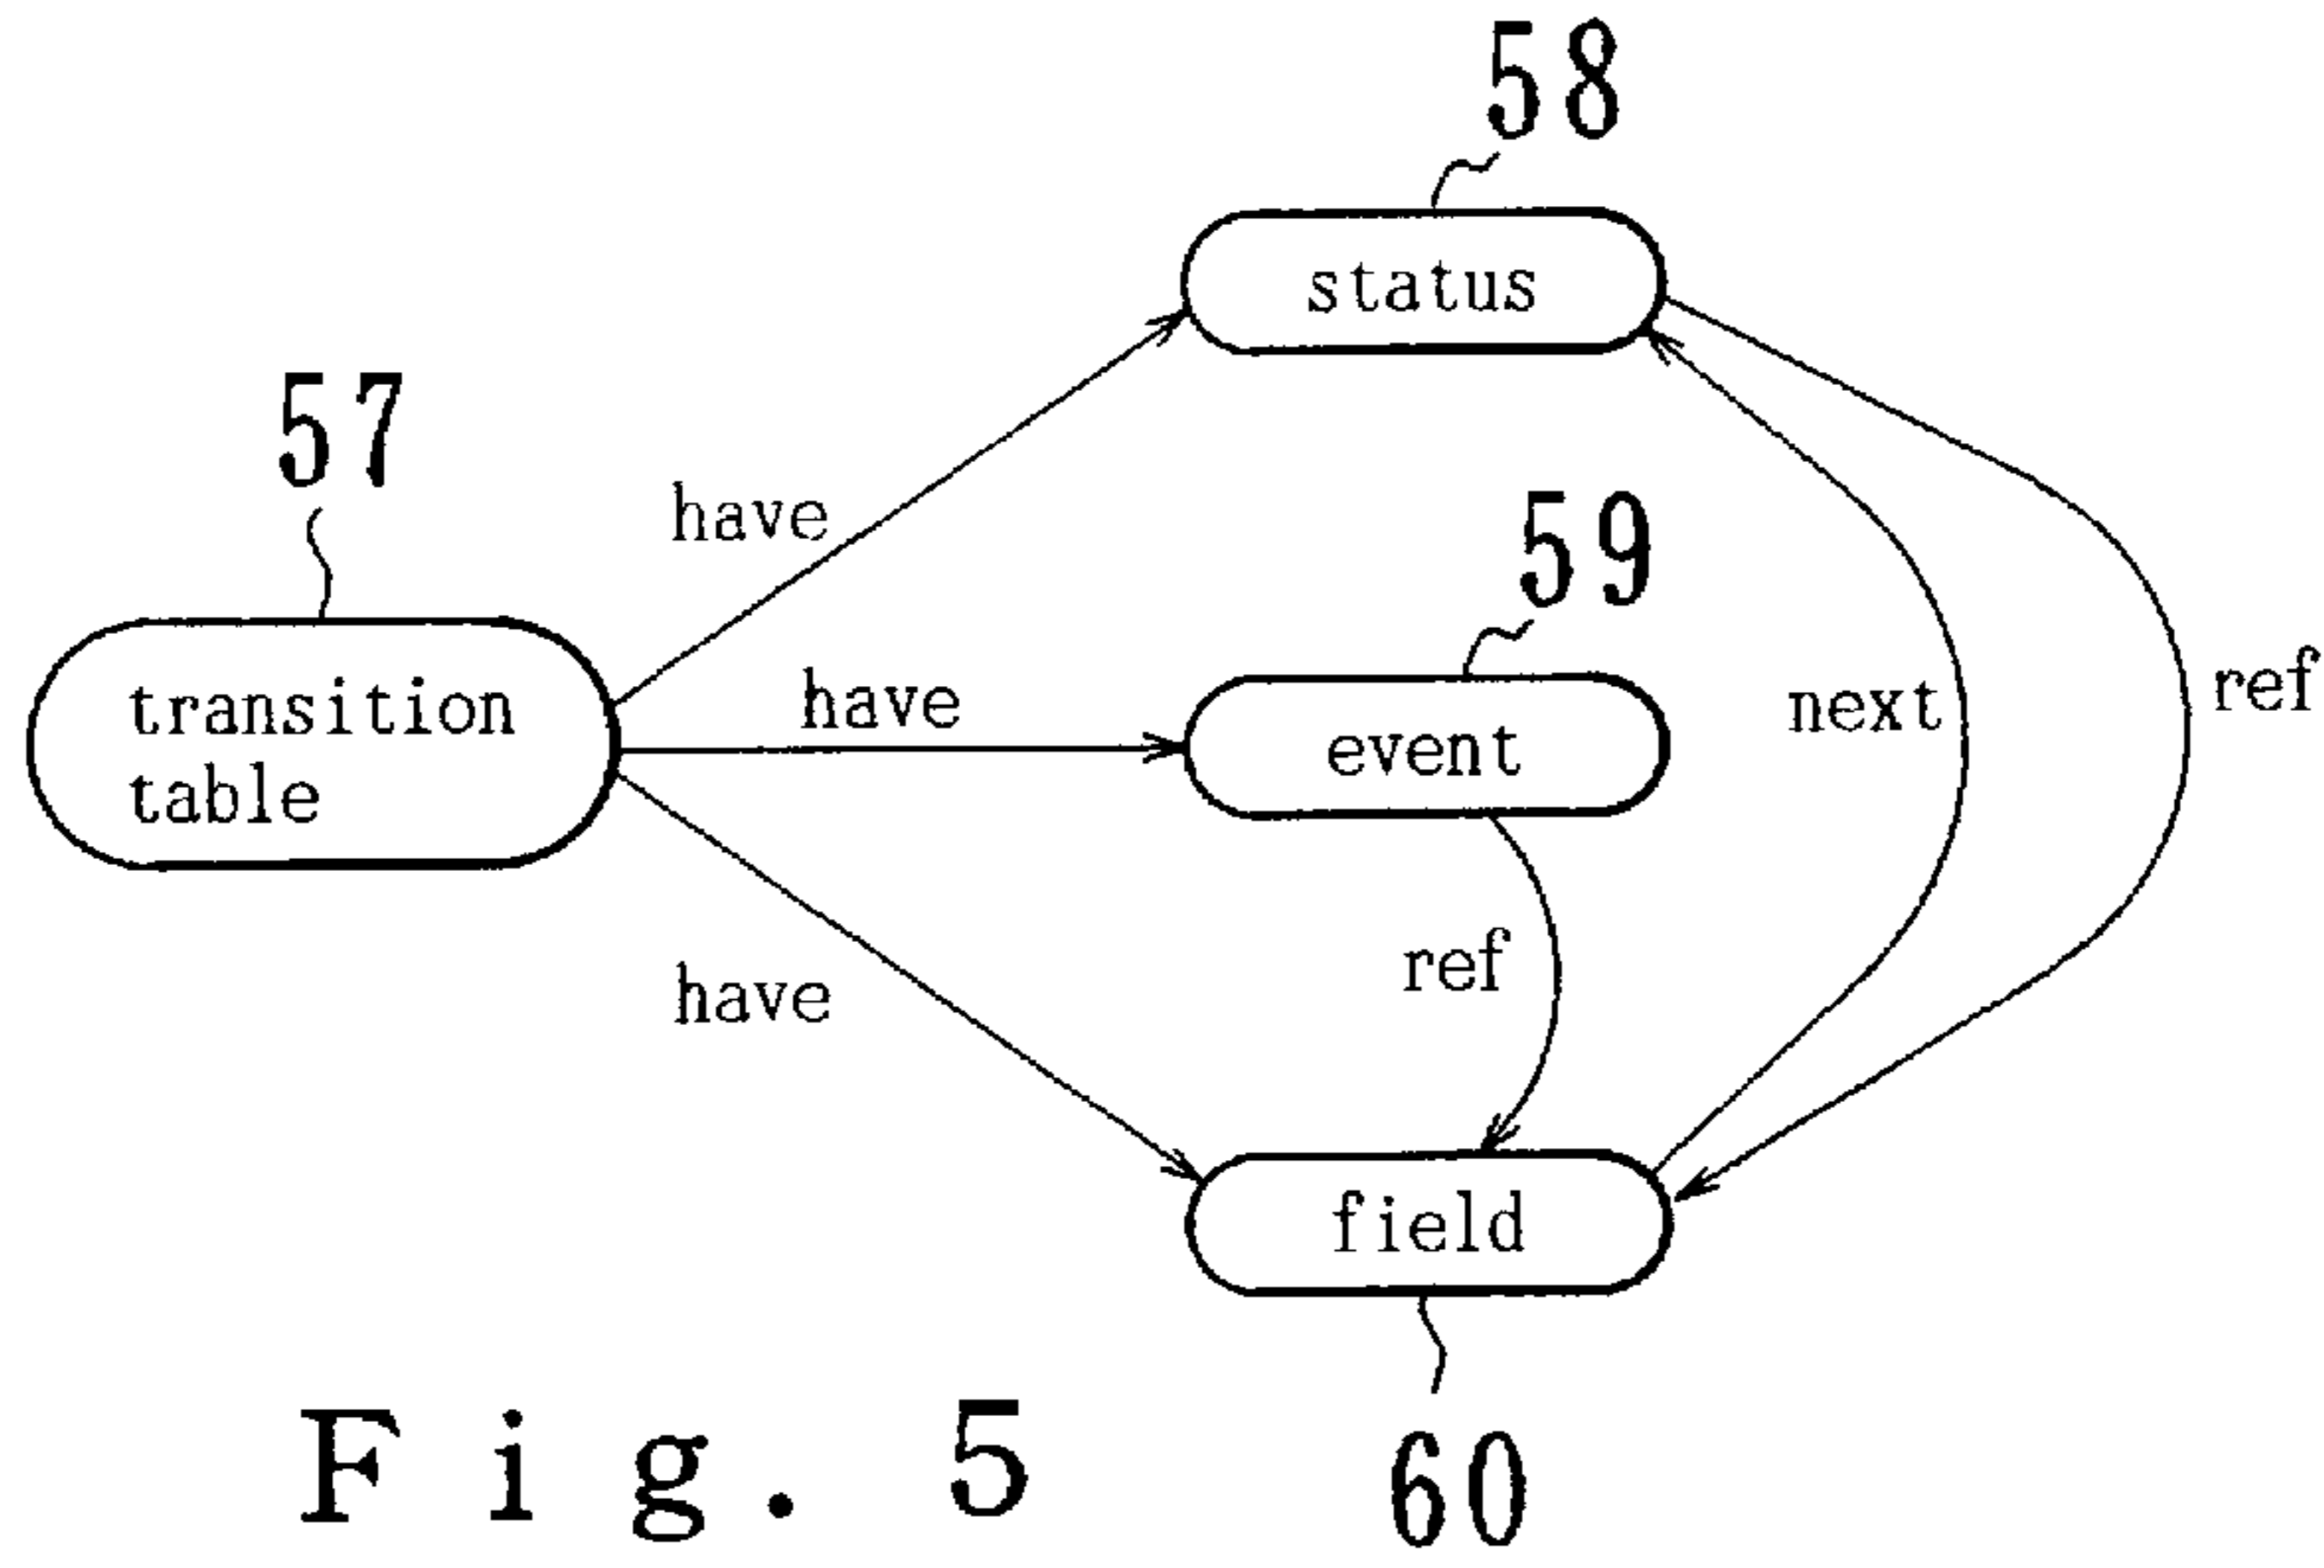 58
status
57
have
59
transition
table
have
event
next
ref
ref
have
field
60
Fig. 5